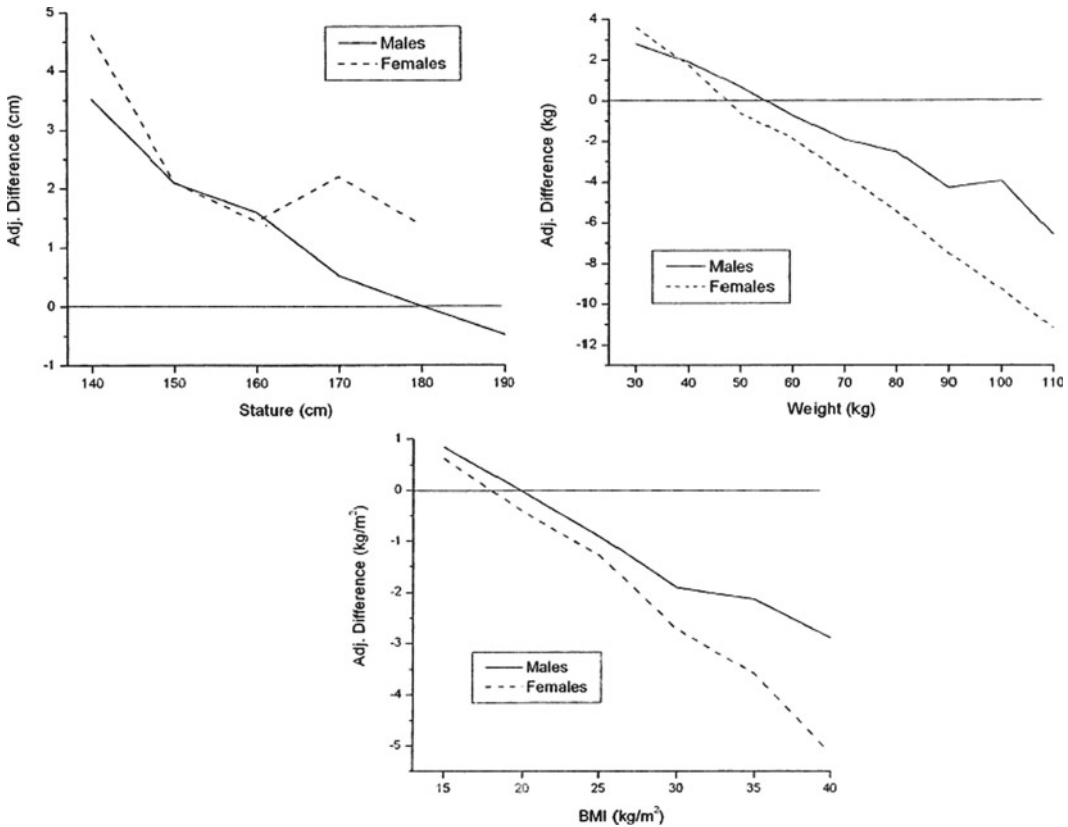 5
4
3
2
1
0
-1
Adj. Difference (cm)
Males
Females
140 150 160 170 180 190
Stature (cm)
4
2
0
-2
-4
-6
-8
-10
-12
Adj. Difference (kg)
Males
Females
30 40 50 60 70 80 90 100 110
Weight (kg)
1
0
-1
-2
-3
-4
-5
Adj. Difference (kg/m²)
Males
Females
15 20 25 30 35 40
BMI (kg/m²)